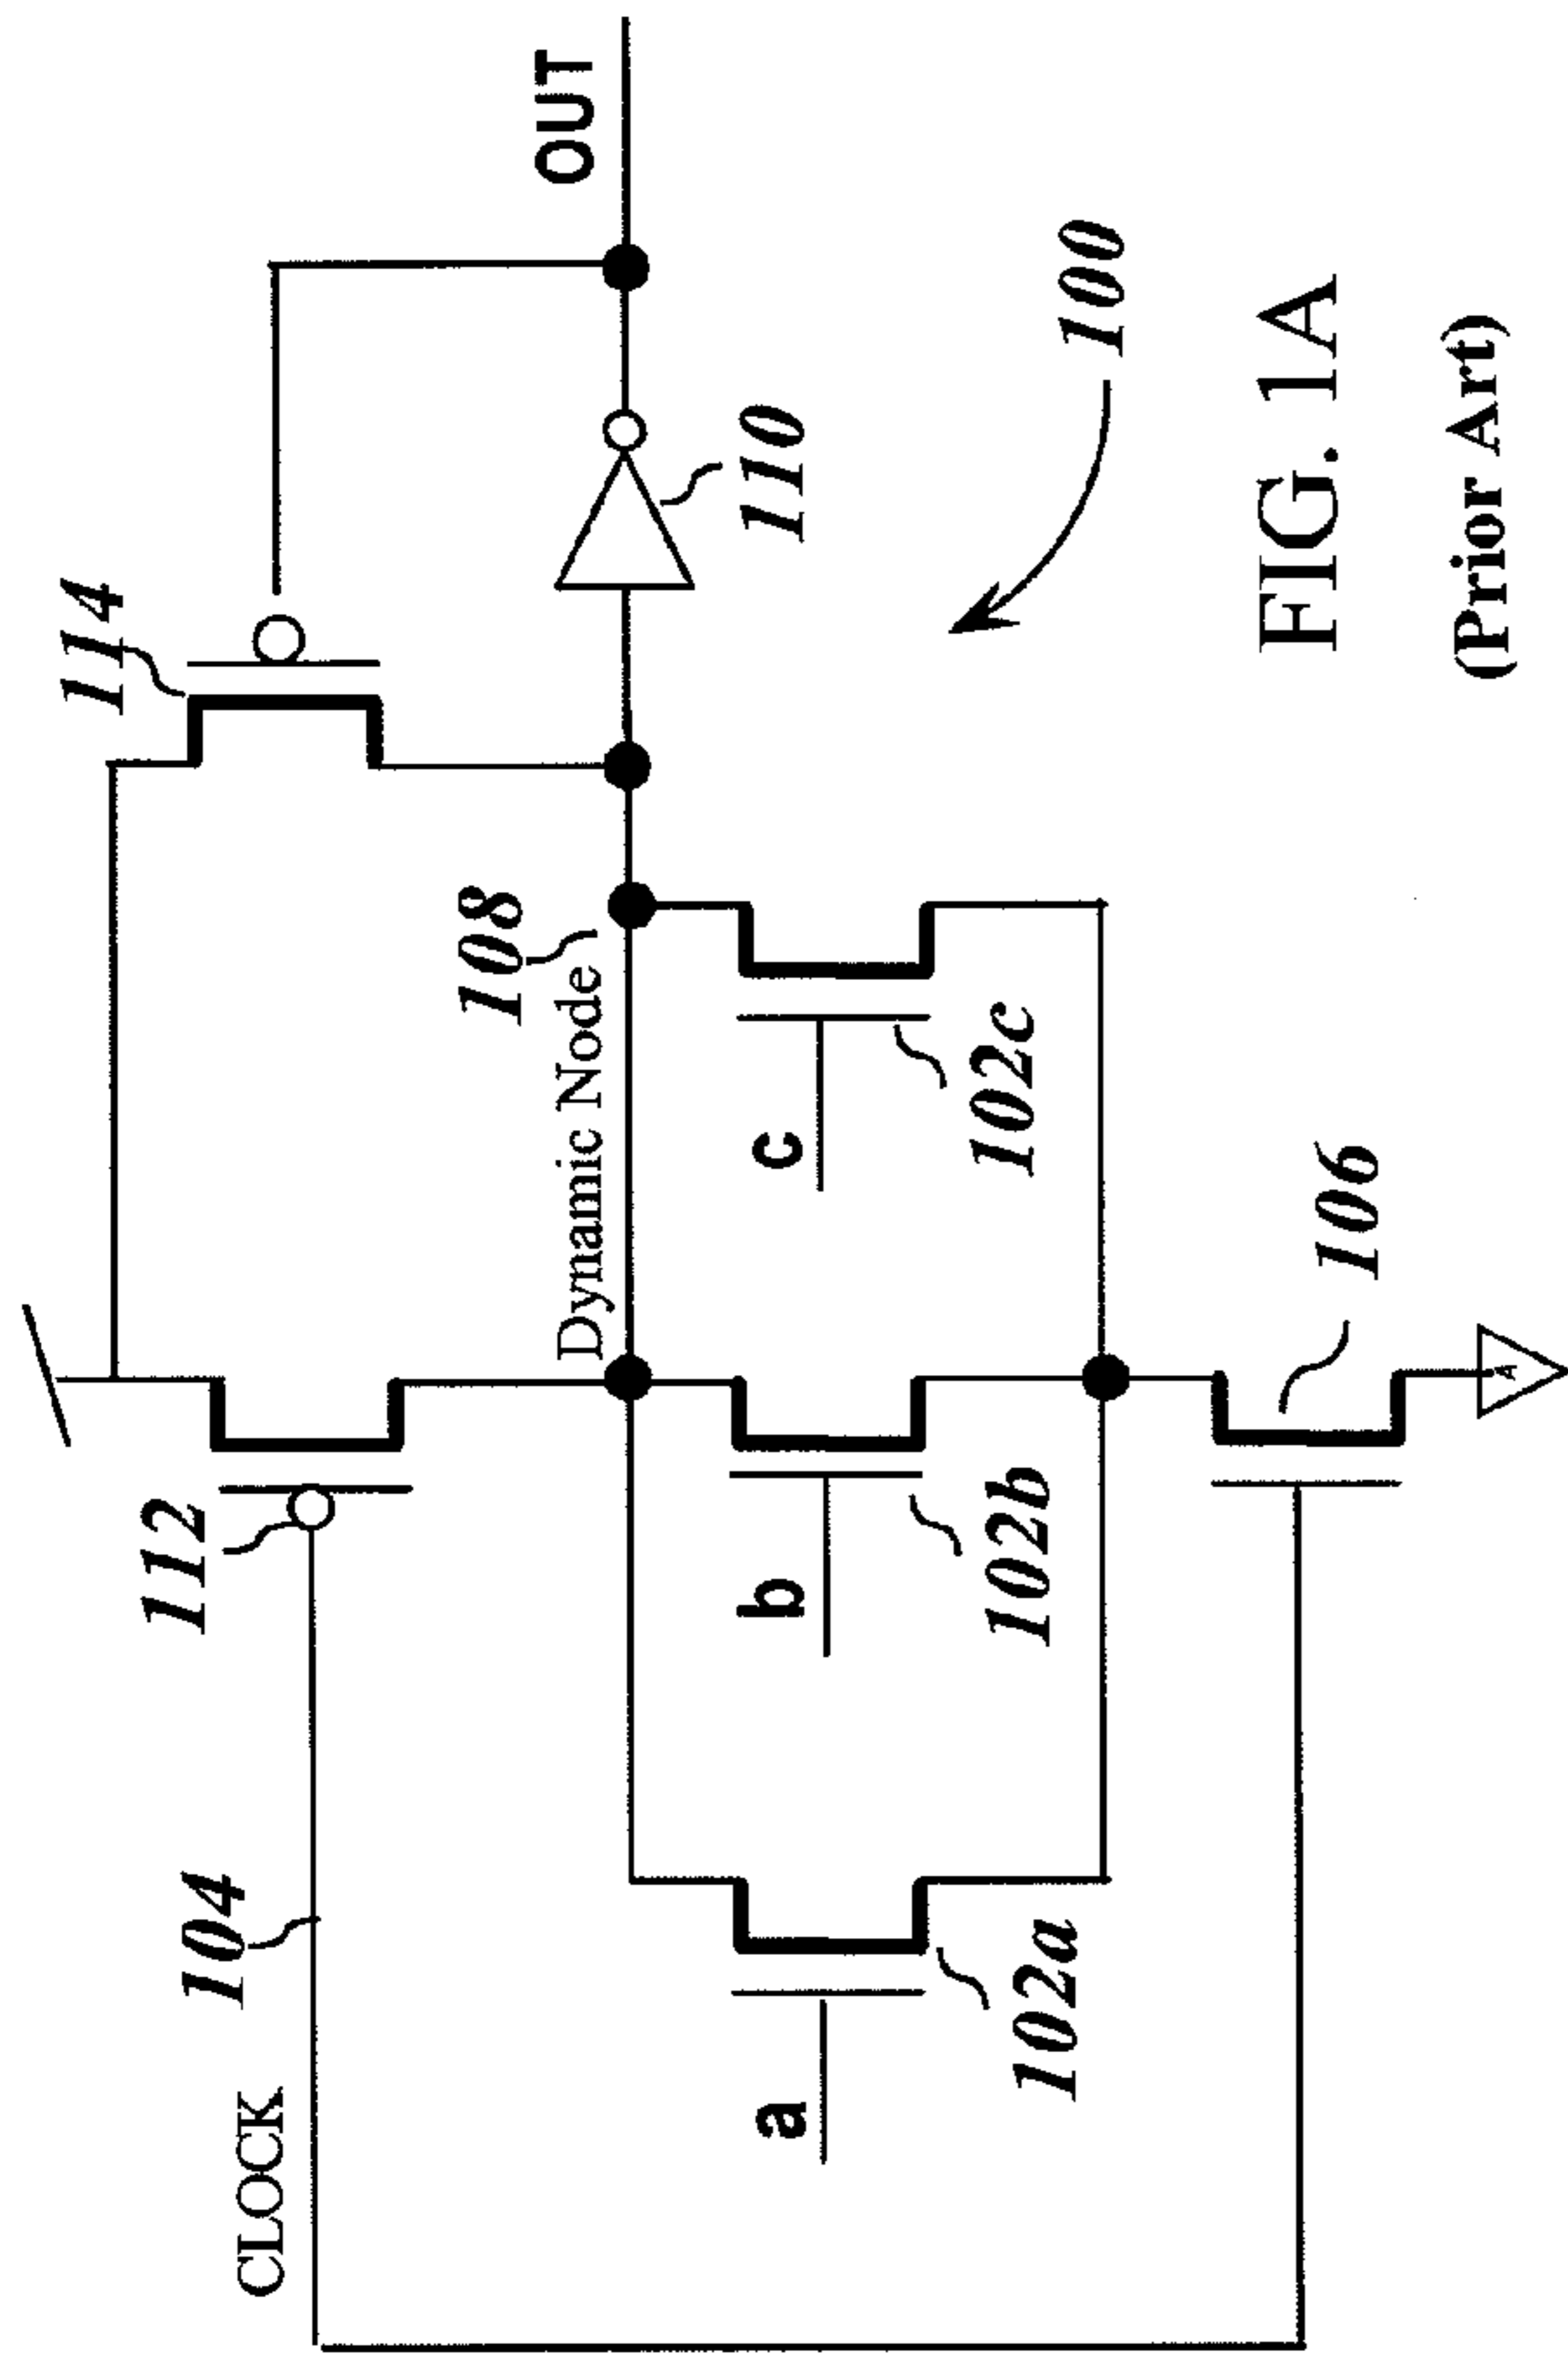 114
OUT
112
104
CLOCK
108
Dynamic Node
110
a
b
c
102a
102b
102c
100
106
A
FIG. 1A
(Prior Art)